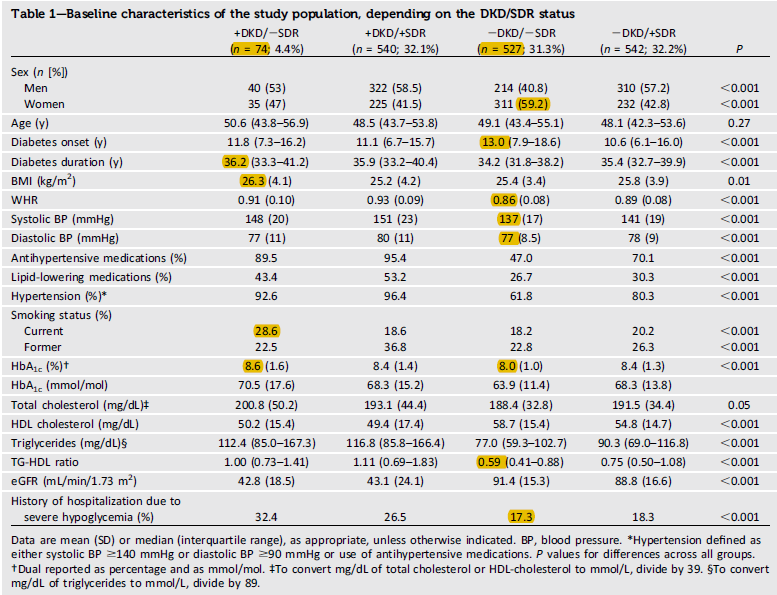 Table 1—Baseline characteristics of the study population, depending on the DKD/SDR status
+DKD/−SDR +DKD/+SDR −DKD/−SDR −DKD/+SDR
(n = 74; 4.4%) (n = 540; 32.1%) (n = 527; 31.3%) (n = 542; 32.2%) P
Sex (n [%])
Men 40 (53) 322 (58.5) 214 (40.8) 310 (57.2) <0.001
Women 35 (47) 225 (41.5) 311 (59.2) 232 (42.8) <0.001
Age (y) 50.6 (43.8–56.9) 48.5 (43.7–53.8) 49.1 (43.4–55.1) 48.1 (42.3–53.6) 0.27
Diabetes onset (y) 11.8 (7.3–16.2) 11.1 (6.7–15.7) 13.0 (7.9–18.6) 10.6 (6.1–16.0) <0.001
Diabetes duration (y) 36.2 (33.3–41.2) 35.9 (33.2–40.4) 34.2 (31.8–38.2) 35.4 (32.7–39.9) <0.001
BMI (kg/m²) 26.3 (4.1) 25.2 (4.2) 25.4 (3.4) 25.8 (3.9) 0.01
WHR 0.91 (0.10) 0.93 (0.09) 0.86 (0.08) 0.89 (0.08) <0.001
Systolic BP (mmHg) 148 (20) 151 (23) 137 (17) 141 (19) <0.001
Diastolic BP (mmHg) 77 (11) 80 (11) 77 (8.5) 78 (9) <0.001
Antihypertensive medications (%) 89.5 95.4 47.0 70.1 <0.001
Lipid-lowering medications (%) 43.4 53.2 26.7 30.3 <0.001
Hypertension (%)* 92.6 96.4 61.8 80.3 <0.001
Smoking status (%)
Current 28.6 18.6 18.2 20.2 <0.001
Former 22.5 36.8 22.8 26.3 <0.001
HbA1c (%)† 8.6 (1.6) 8.4 (1.4) 8.0 (1.0) 8.4 (1.3) <0.001
HbA1c (mmol/mol) 70.5 (17.6) 68.3 (15.2) 63.9 (11.4) 68.3 (13.8)
Total cholesterol (mg/dL)‡ 200.8 (50.2) 193.1 (44.4) 188.4 (32.8) 191.5 (34.4) 0.05
HDL cholesterol (mg/dL) 50.2 (15.4) 49.4 (17.4) 58.7 (15.4) 54.8 (14.7) <0.001
Triglycerides (mg/dL)§ 112.4 (85.0–167.3) 116.8 (85.8–166.4) 77.0 (59.3–102.7) 90.3 (69.0–116.8) <0.001
TG-HDL ratio 1.00 (0.73–1.41) 1.11 (0.69–1.83) 0.59 (0.41–0.88) 0.75 (0.50–1.08) <0.001
eGFR (mL/min/1.73 m²) 42.8 (18.5) 43.1 (24.1) 91.4 (15.3) 88.8 (16.6) <0.001
History of hospitalization due to
severe hypoglycemia (%) 32.4 26.5 17.3 18.3 <0.001
Data are mean (SD) or median (interquartile range), as appropriate, unless otherwise indicated. BP, blood pressure. *Hypertension defined as
either systolic BP ≥140 mmHg or diastolic BP ≥90 mmHg or use of antihypertensive medications. P values for differences across all groups.
†Dual reported as percentage and as mmol/mol. ‡To convert mg/dL of total cholesterol or HDL-cholesterol to mmol/L, divide by 39. §To convert
mg/dL of triglycerides to mmol/L, divide by 89.